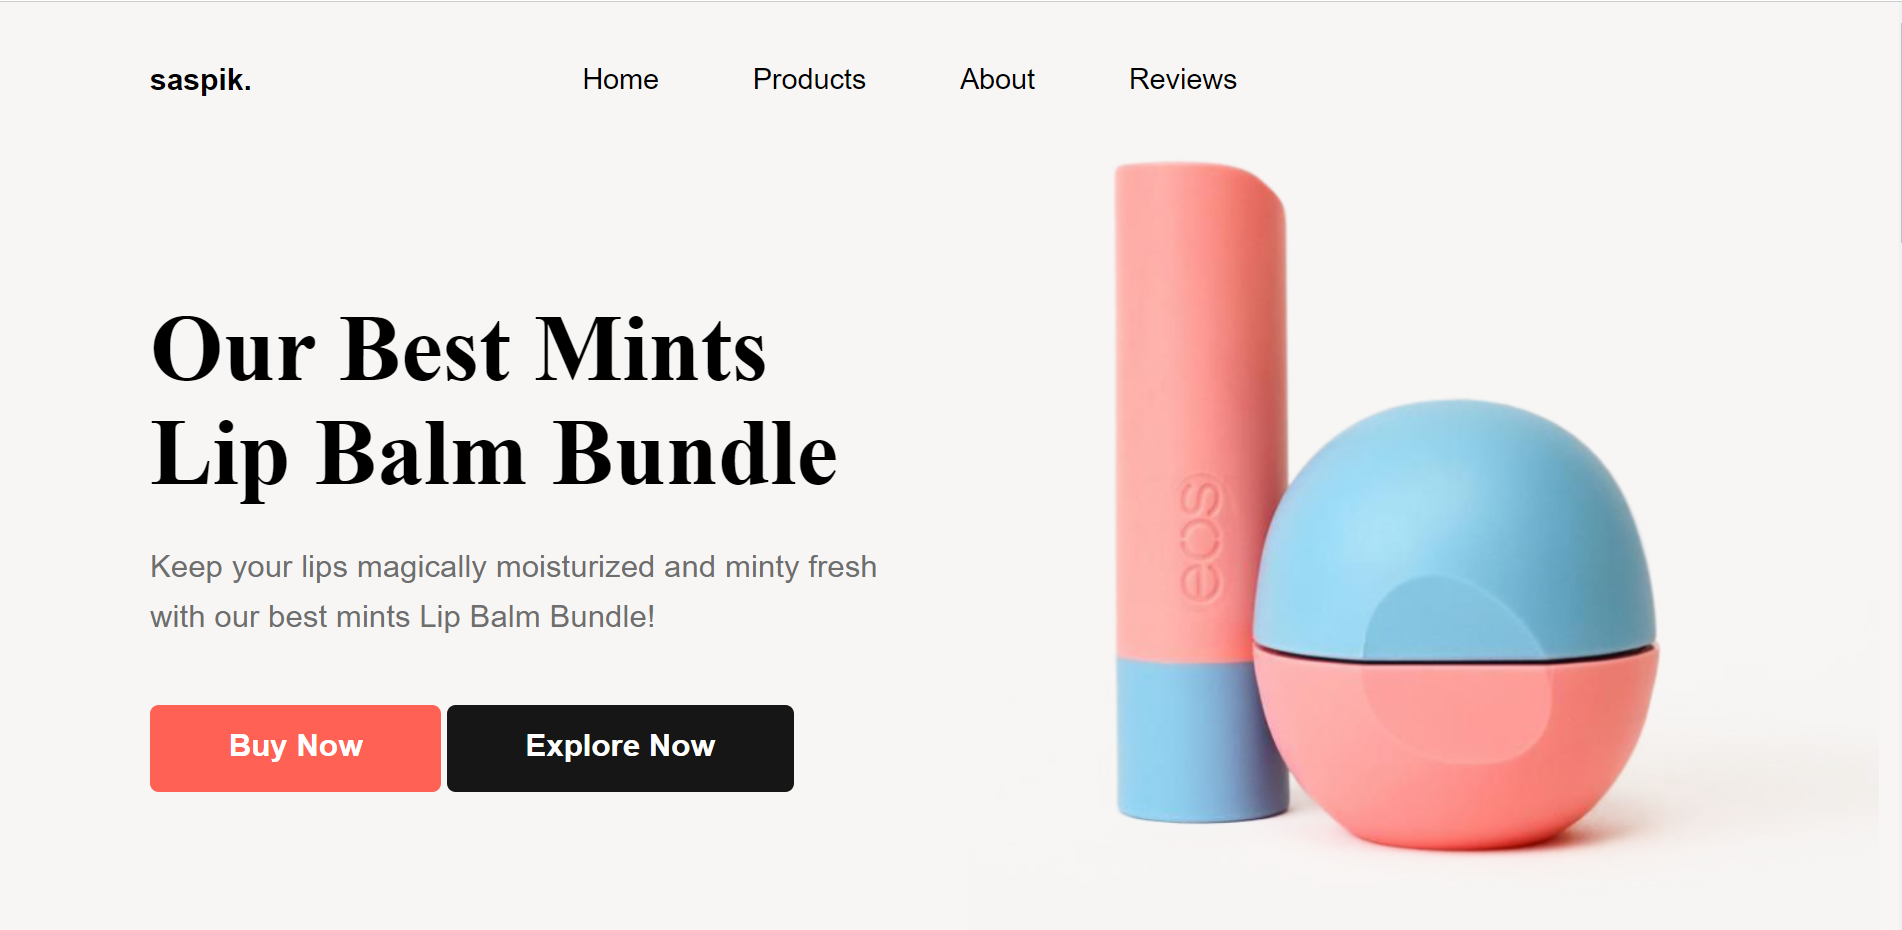 saspik.
Home
Products
About
Reviews
Our Best Mints
Lip Balm Bundle
Keep your lips magically moisturized and minty fresh
with our best mints Lip Balm Bundle!
Buy Now
Explore Now
eos